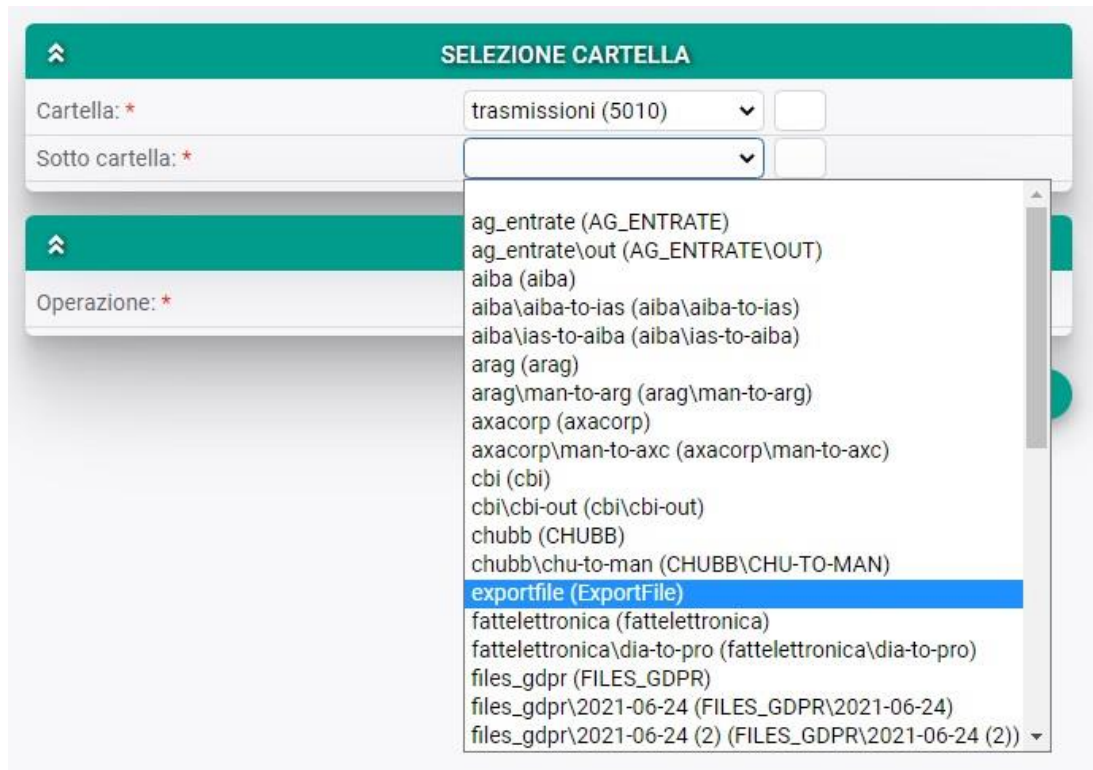 SELEZIONE CARTELLA
Cartella: * trasmissioni (5010)
Sotto cartella: *
ag_entrate (AG_ENTRATE)
ag_entrate\out (AG_ENTRATE\OUT)
aiba (aiba)
Operazione: *
aiba\aiba-to-ias (aiba\aiba-to-ias)
aiba\ias-to-aiba (aiba\ias-to-aiba)
arag (arag)
arag\man-to-arg (arag\man-to-arg)
axacorp (axacorp)
axacorp\man-to-axc (axacorp\man-to-axc)
cbi (cbi)
cbi\cbi-out (cbi\cbi-out)
chubb (CHUBB)
chubb\chu-to-man (CHUBB\CHU-TO-MAN)
exportfile (ExportFile)
fattelettronica (fattelettronica)
fattelettronica\dia-to-pro (fattelettronica\dia-to-pro)
files_gdpr (FILES_GDPR)
files_gdpr\2021-06-24 (FILES_GDPR\2021-06-24)
files_gdpr\2021-06-24 (2) (FILES_GDPR\2021-06-24 (2))